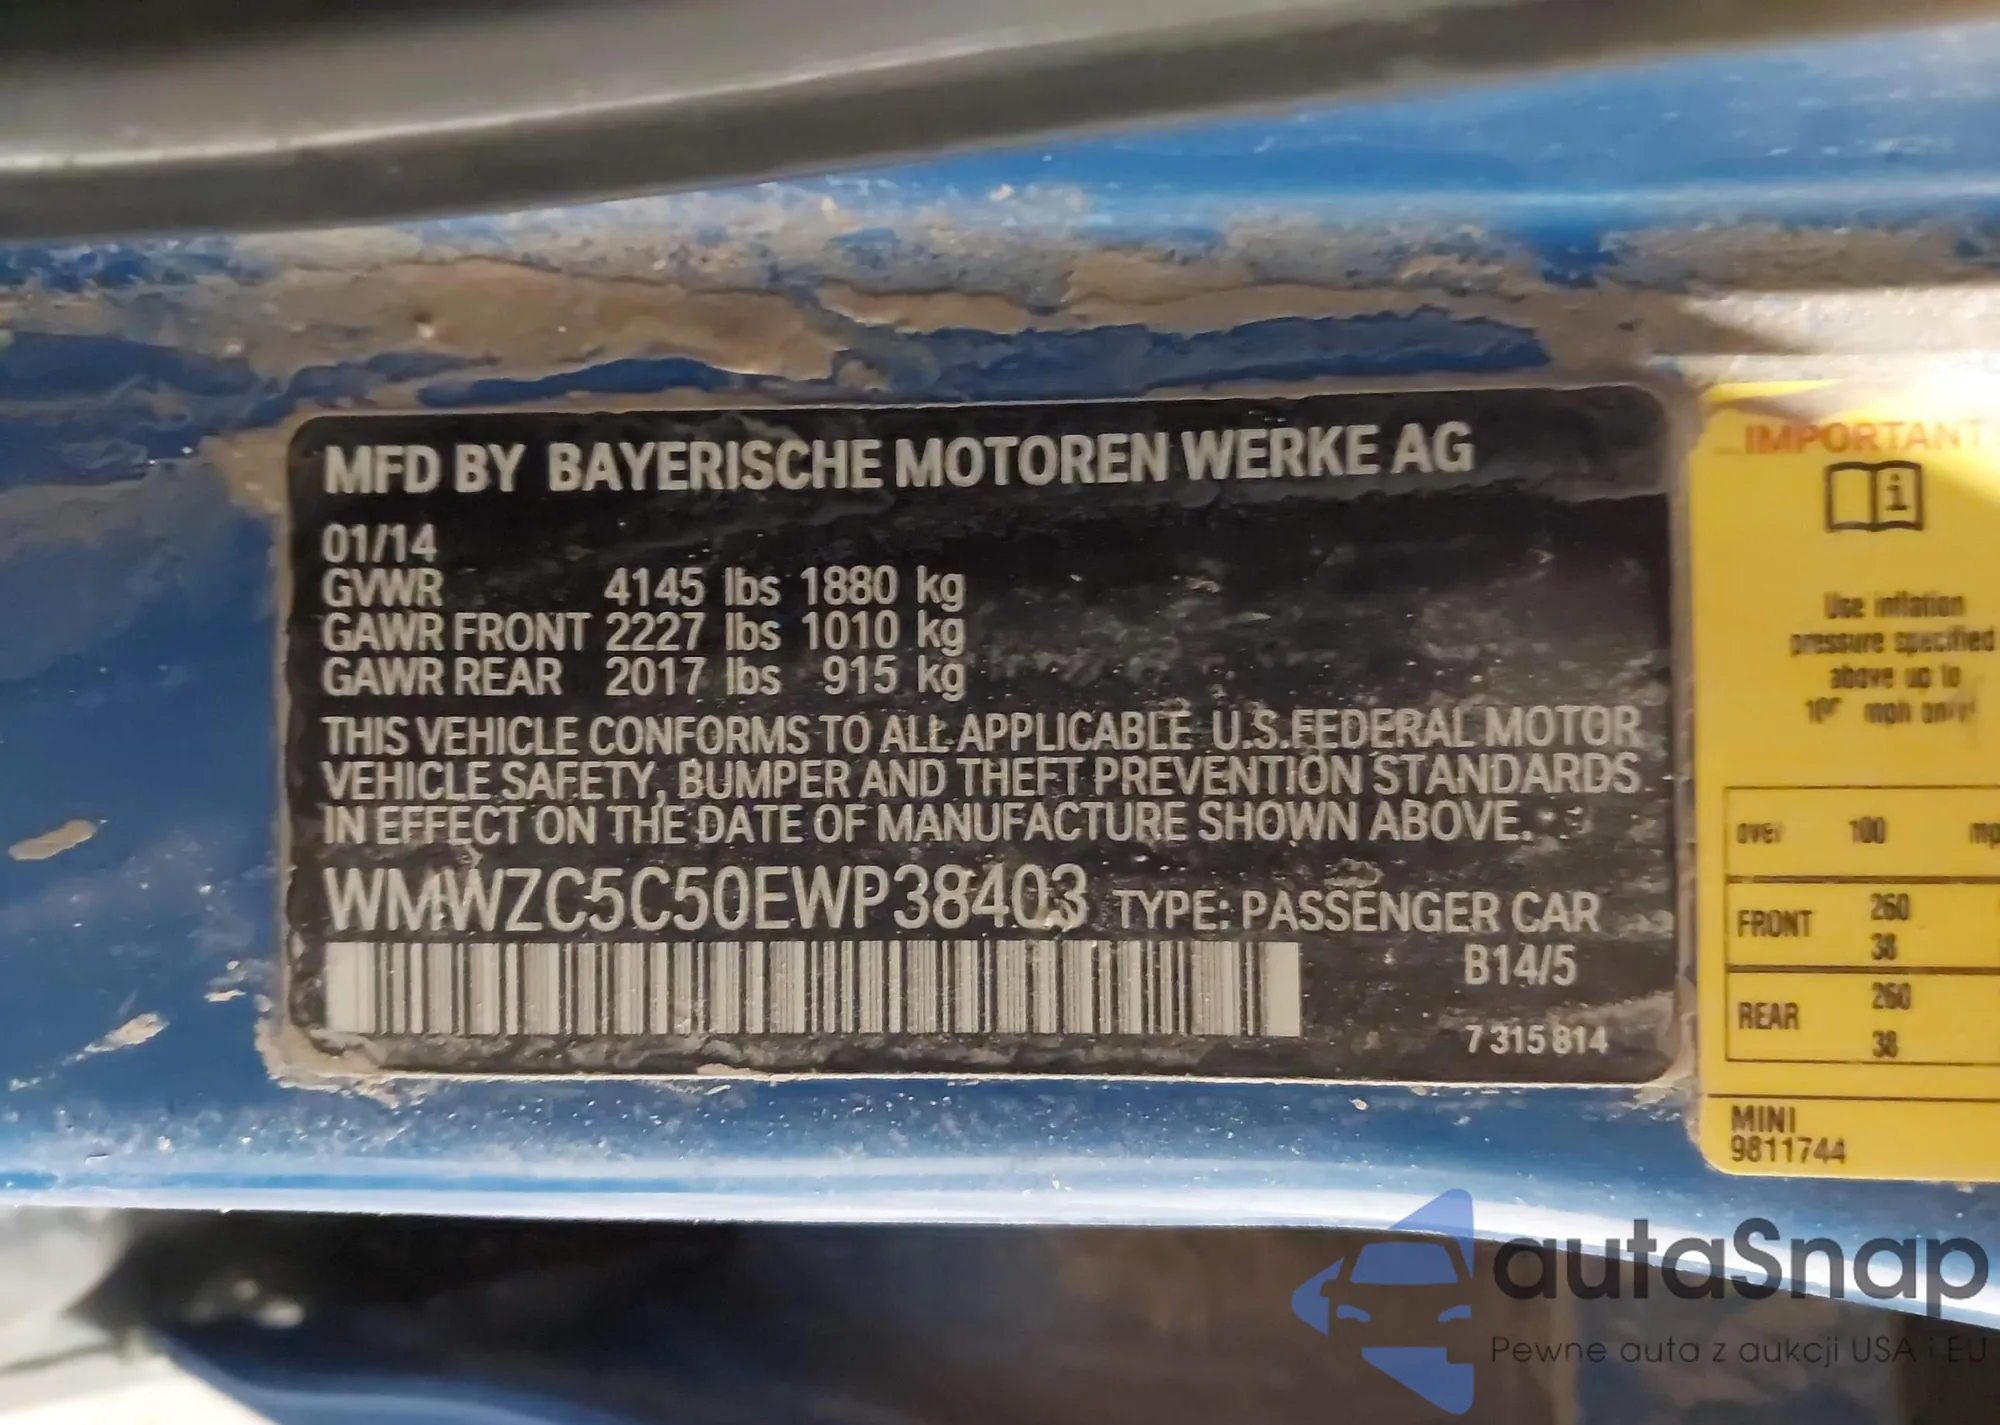 MFD BY BAYERISCHE MOTOREN WERKE AG
01/14
GVWR 4145 lbs 1880 kg
GAWR FRONT 2227 lbs 1010 kg
GAWR REAR 2017 lbs 915 kg
THIS VEHICLE CONFORMS TO ALL APPLICABLE U.S.FEDERAL MOTOR
VEHICLE SAFETY, BUMPER AND THEFT PREVENTION STANDARDS
IN EFFECT ON THE DATE OF MANUFACTURE SHOWN ABOVE.
WMWZC5C50EWP38403 TYPE: PASSENGER CAR
B14/5
7 315 814
IMPORTANT
Use inflation
pressure specified
above up to
mph only!
over 100
FRONT 260
38
REAR 260
38
MINI
9811744
autaSnap
Pewne auta z aukcji USA i EU